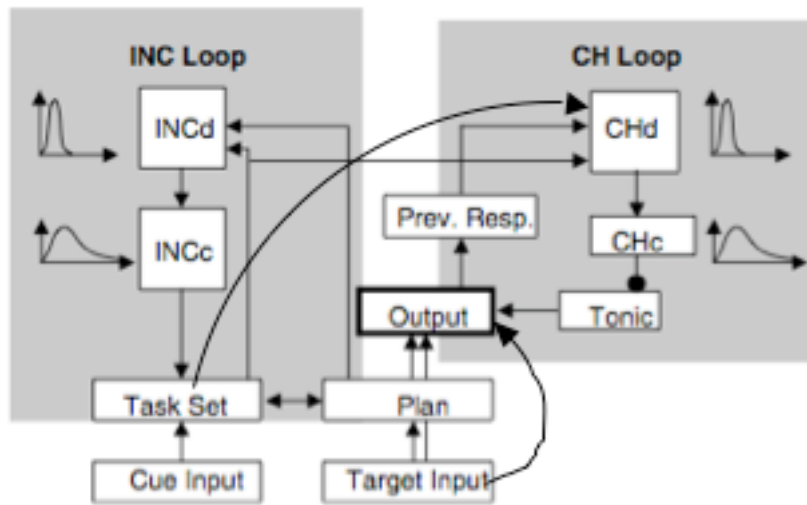 INC Loop
CH Loop
INCd
CHd
INCc
Prev. Resp.
CHc
Output
Tonic
Task Set
Plan
Cue Input
Target Input